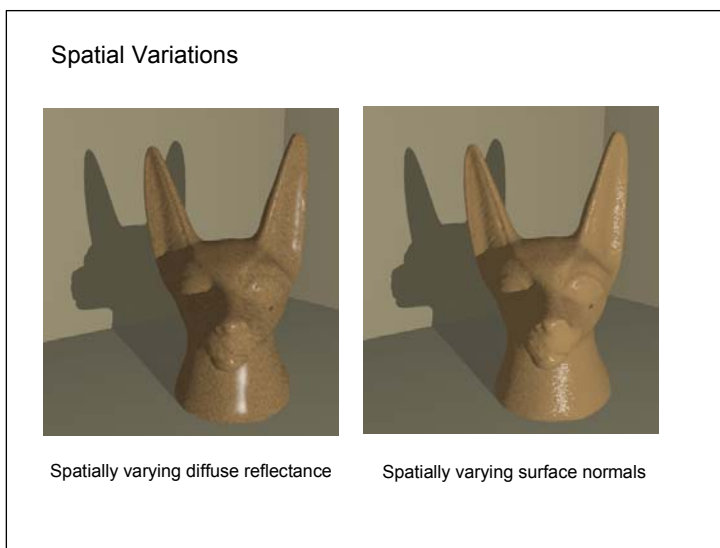 Spatial Variations
Spatially varying diffuse reflectance
Spatially varying surface normals